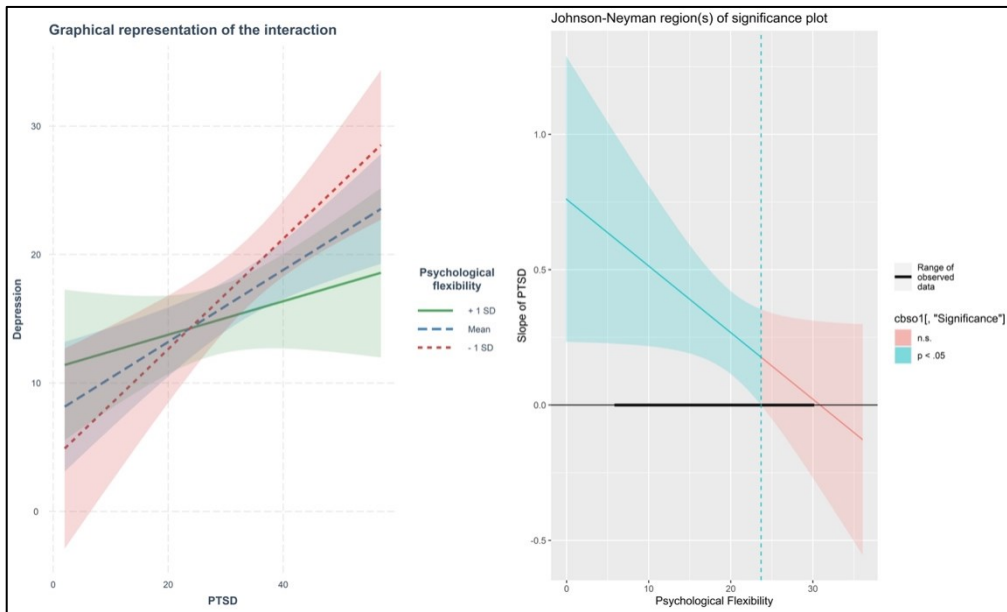 Graphical representation of the interaction
30
20
10
0
Depression
0
20
40
PTSD
Psychological
flexibility
+ 1 SD
Mean
- 1 SD
Johnson-Neyman region(s) of significance plot
1.0
0.5
0.0
-0.5
Slope of PTSD
0
10
20
30
Psychological Flexibility
Range of
observed
data
cbso1[, "Significance"]
n.s.
p < .05